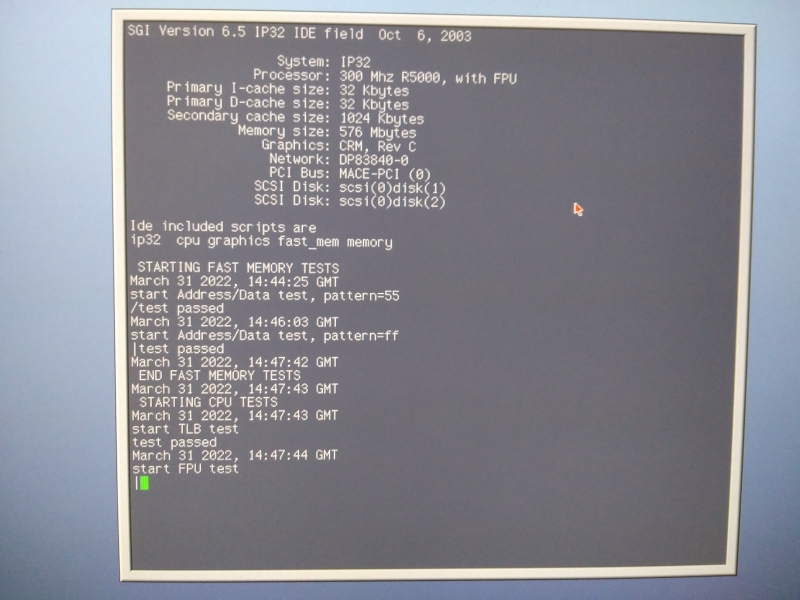 SGI Version 6.5 IP32 IDE field  Oct  6, 2003
System: IP32
Processor: 300 Mhz R5000, with FPU
Primary I-cache size: 32 Kbytes
Primary D-cache size: 32 Kbytes
Secondary cache size: 1024 Kbytes
Memory size: 576 Mbytes
Graphics: CRM, Rev C
Network: DP83840-0
PCI Bus: MACE-PCI (0)
SCSI Disk: scsi(0)disk(1)
SCSI Disk: scsi(0)disk(2)
Ide included scripts are
ip32  cpu graphics fast_mem memory
STARTING FAST MEMORY TESTS
March 31 2022, 14:44:25 GMT
start Address/Data test, pattern=55
/test passed
March 31 2022, 14:46:03 GMT
start Address/Data test, pattern=ff
|test passed
March 31 2022, 14:47:42 GMT
END FAST MEMORY TESTS
March 31 2022, 14:47:43 GMT
STARTING CPU TESTS
March 31 2022, 14:47:43 GMT
start TLB test
test passed
March 31 2022, 14:47:44 GMT
start FPU test
|